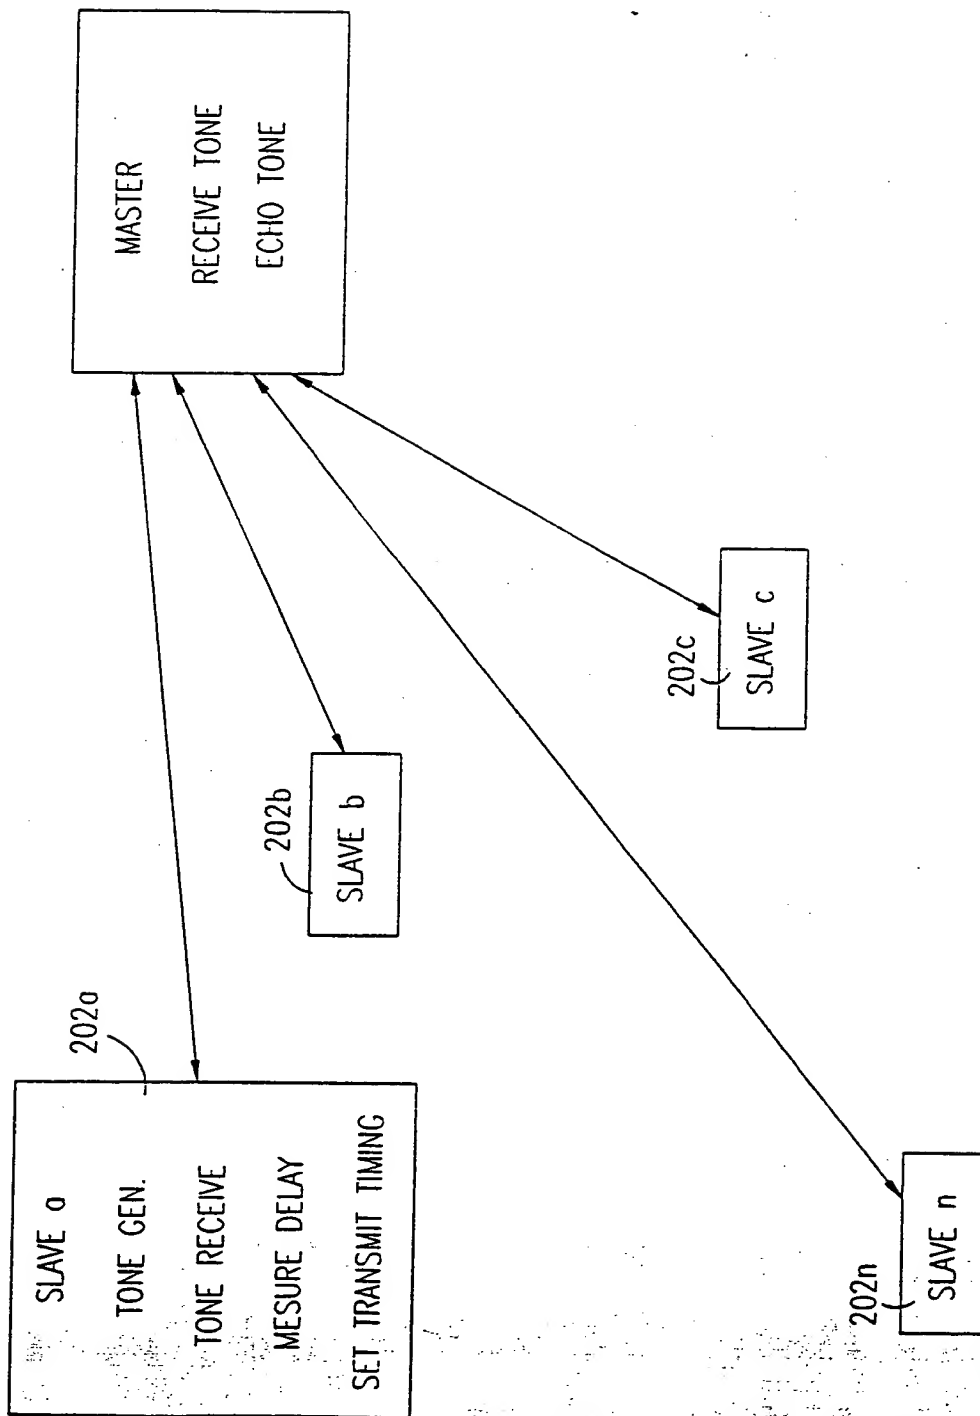 202a
SLAVE a
TONE GEN.
TONE RECEIVE
MESURE DELAY
SET TRANSMIT TIMING
MASTER
RECEIVE TONE
ECHO TONE
202b
SLAVE b
202c
SLAVE c
202n
SLAVE n